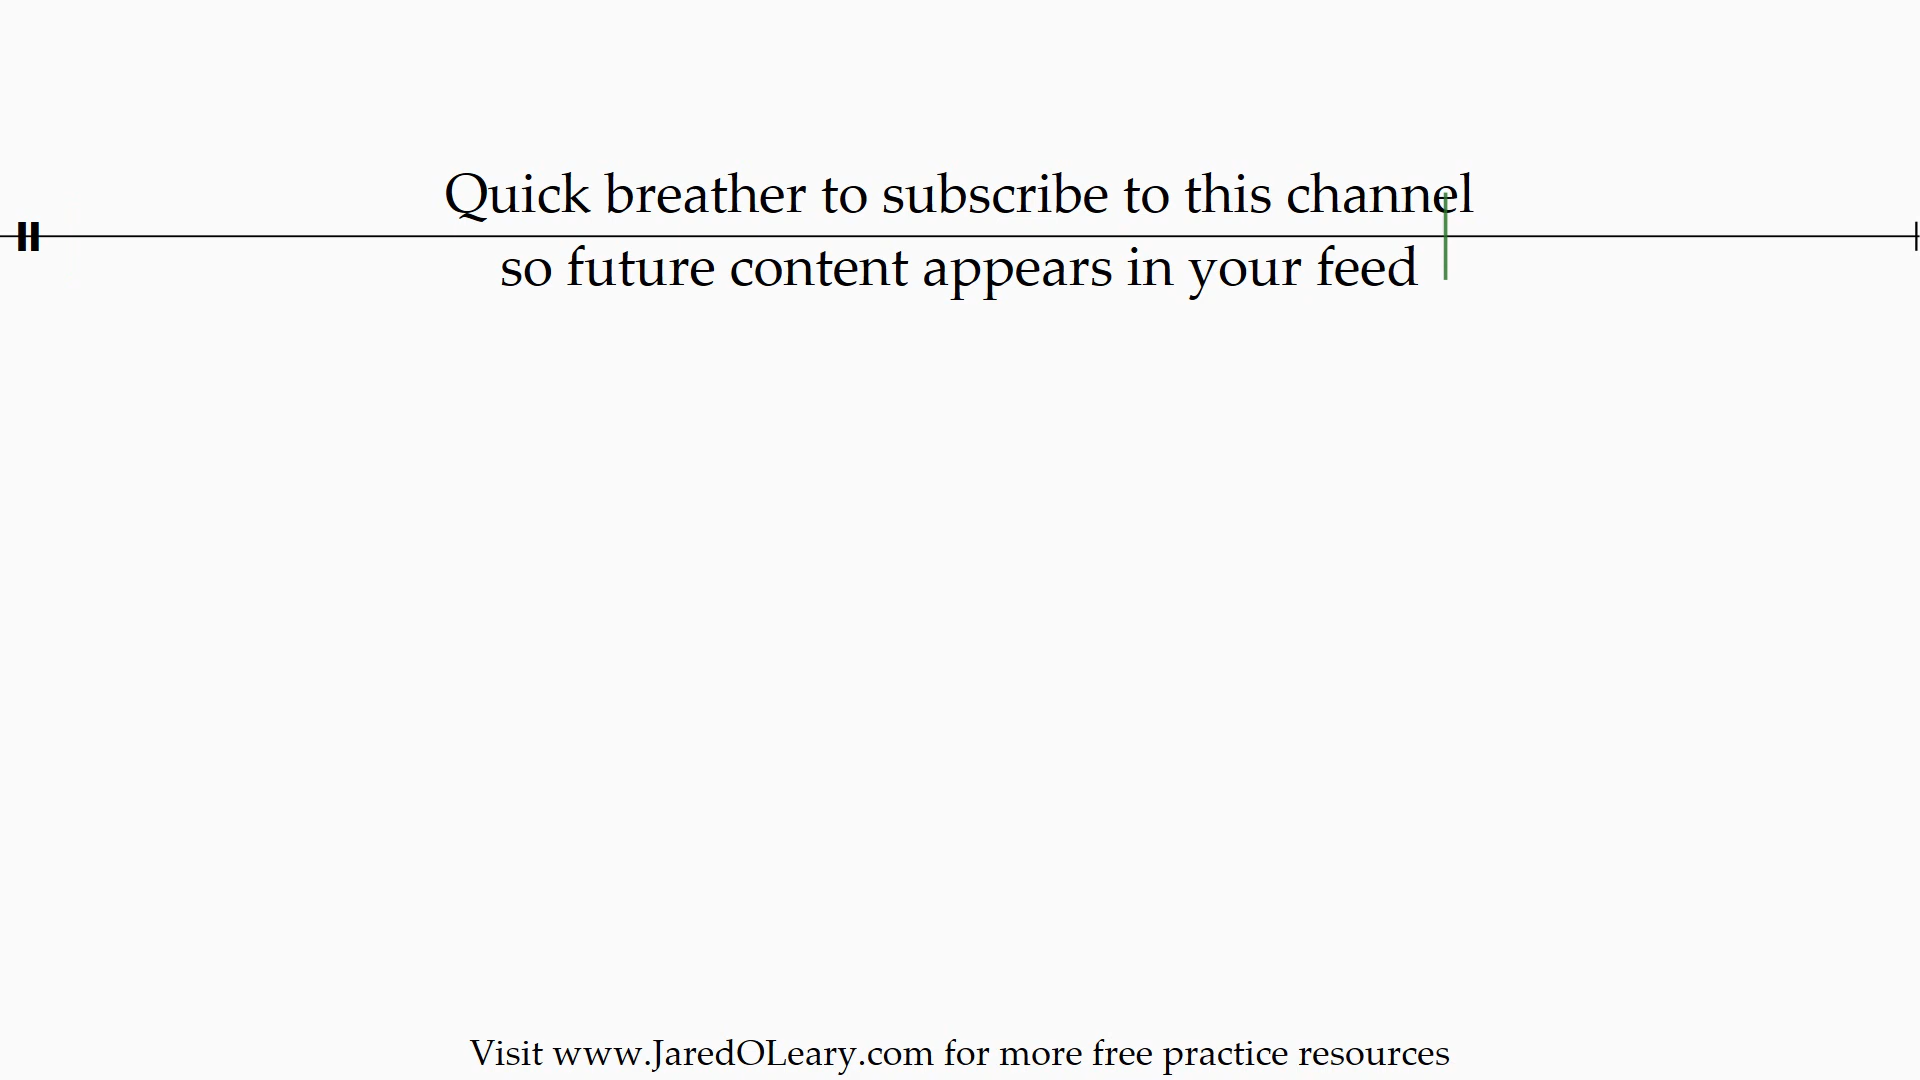 Quick breather to subscribe to this channel
so future content appears in your feed
Visit www.JaredOLeary.com for more free practice resources